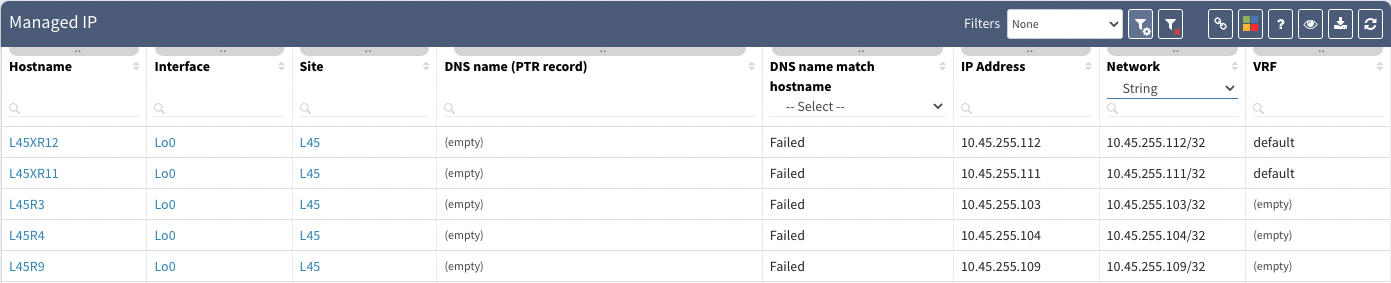 Managed IP Filters None ?
Hostname Interface Site DNS name (PTR record) DNS name match hostname IP Address Network VRF
-- Select -- String
L45XR12 Lo0 L45 (empty) Failed 10.45.255.112 10.45.255.112/32 default
L45XR11 Lo0 L45 (empty) Failed 10.45.255.111 10.45.255.111/32 default
L45R3 Lo0 L45 (empty) Failed 10.45.255.103 10.45.255.103/32 (empty)
L45R4 Lo0 L45 (empty) Failed 10.45.255.104 10.45.255.104/32 (empty)
L45R9 Lo0 L45 (empty) Failed 10.45.255.109 10.45.255.109/32 (empty)